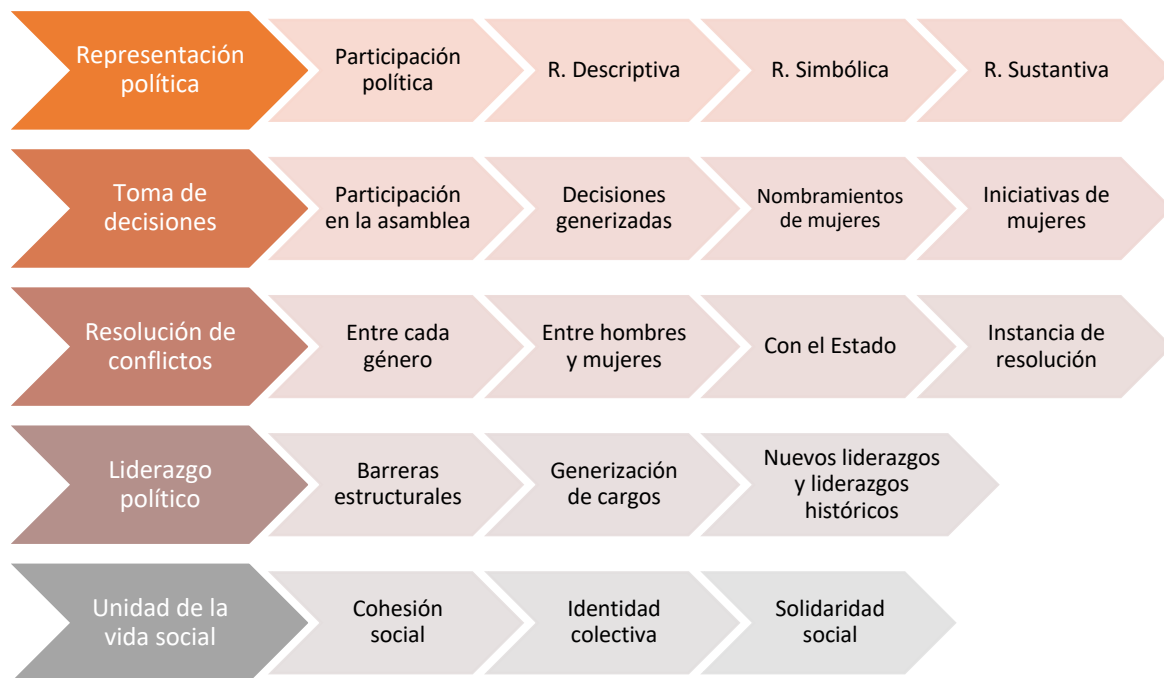 Representación
política
Participación
política
R. Descriptiva
R. Simbólica
R. Sustantiva
Toma de
decisiones
Participación
en la asamblea
Decisiones
generizadas
Nombramientos
de mujeres
Iniciativas de
mujeres
Resolución de
conflictos
Entre cada
género
Entre hombres
y mujeres
Con el Estado
Instancia de
resolución
Liderazgo
político
Barreras
estructurales
Generización
de cargos
Nuevos liderazgos
y liderazgos
históricos
Unidad de la
vida social
Cohesión
social
Identidad
colectiva
Solidaridad
social